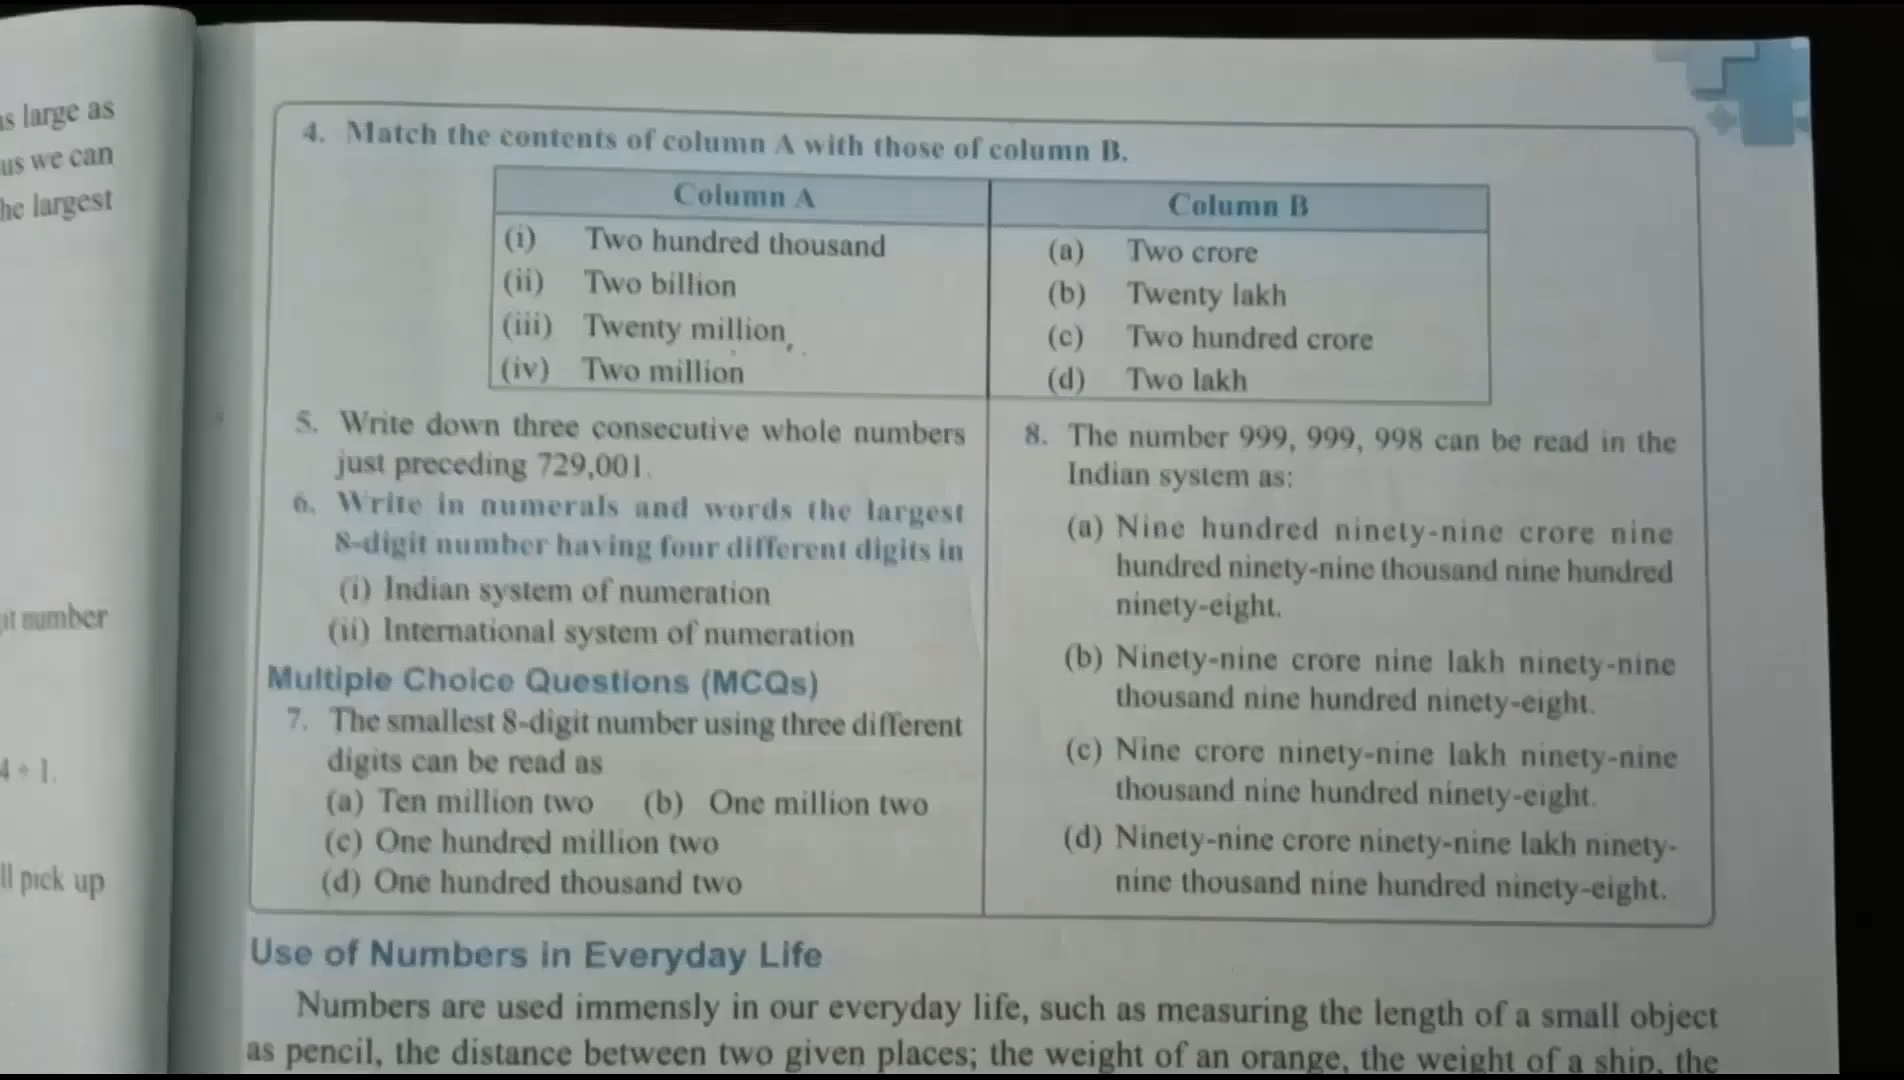 as large as
us we can
he largest
it number
4 ÷ 1.
ll pick up
4. Match the contents of column A with those of column B.
Column A
Column B
(i) Two hundred thousand
(a) Two crore
(ii) Two billion
(b) Twenty lakh
(iii) Twenty million,
(c) Two hundred crore
(iv) Two million
(d) Two lakh
5. Write down three consecutive whole numbers
just preceding 729,001.
6. Write in numerals and words the largest
8-digit number having four different digits in
(i) Indian system of numeration
(ii) International system of numeration
Multiple Choice Questions (MCQs)
7. The smallest 8-digit number using three different
digits can be read as
(a) Ten million two (b) One million two
(c) One hundred million two
(d) One hundred thousand two
8. The number 999, 999, 998 can be read in the
Indian system as:
(a) Nine hundred ninety-nine crore nine
hundred ninety-nine thousand nine hundred
ninety-eight.
(b) Ninety-nine crore nine lakh ninety-nine
thousand nine hundred ninety-eight.
(c) Nine crore ninety-nine lakh ninety-nine
thousand nine hundred ninety-eight.
(d) Ninety-nine crore ninety-nine lakh ninety-
nine thousand nine hundred ninety-eight.
Use of Numbers in Everyday Life
Numbers are used immensly in our everyday life, such as measuring the length of a small object
as pencil, the distance between two given places; the weight of an orange, the weight of a ship, the